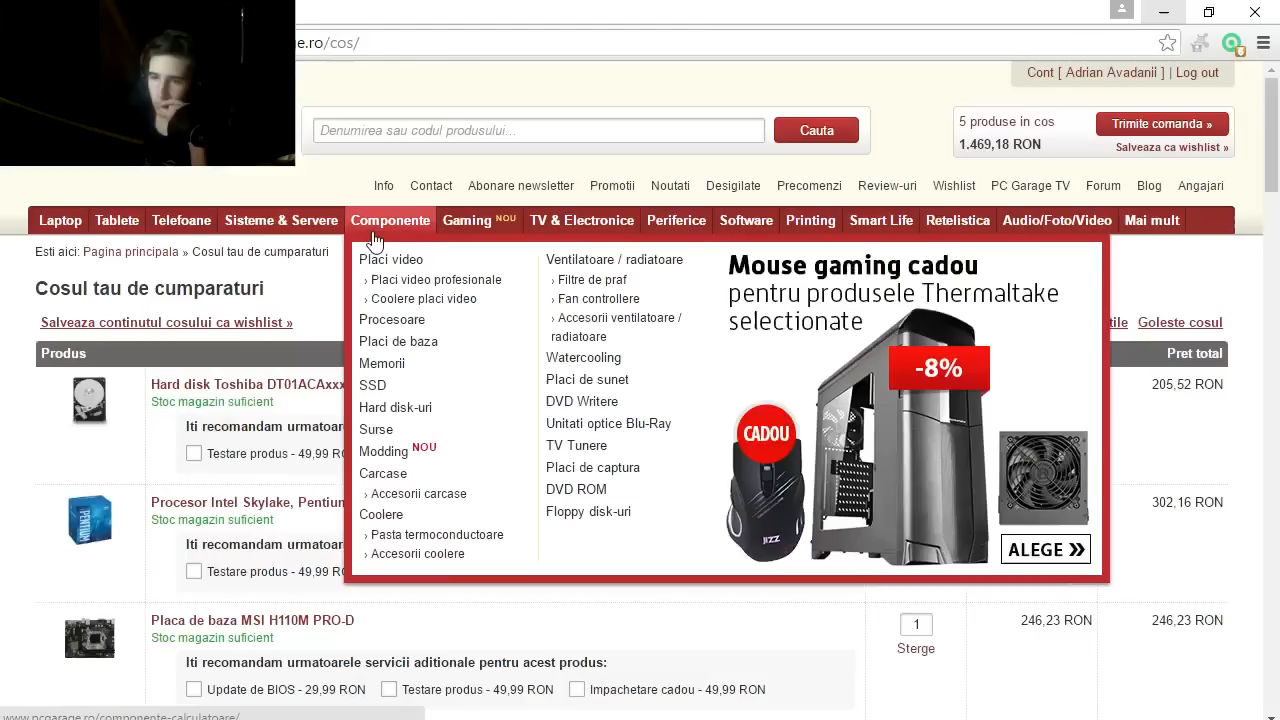 e.ro/cos/
Cont [ Adrian Avadanii ] | Log out
Denumirea sau codul produsului...
Cauta
5 produse in cos
1.469,18 RON
Trimite comanda »
Salveaza ca wishlist »
Info Contact Abonare newsletter Promotii Noutati Desigilate Precomenzi Review-uri Wishlist PC Garage TV Forum Blog Angajari
Laptop Tablete Telefoane Sisteme & Servere Componente Gaming NOU TV & Electronice Periferice Software Printing Smart Life Retelistica Audio/Foto/Video Mai mult
Esti aici: Pagina principala » Cosul tau de cumparaturi
Cosul tau de cumparaturi
Salveaza continutul cosului ca wishlist »
tile Goleste cosul
Produs
Pret total
Placi video
› Placi video profesionale
› Coolere placi video
Procesoare
Placi de baza
Memorii
SSD
Hard disk-uri
Surse
Modding NOU
Carcase
› Accesorii carcase
Coolere
› Pasta termoconductoare
› Accesorii coolere
Ventilatoare / radiatoare
› Filtre de praf
› Fan controllere
› Accesorii ventilatoare /
radiatoare
Watercooling
Placi de sunet
DVD Writere
Unitati optice Blu-Ray
TV Tunere
Placi de captura
DVD ROM
Floppy disk-uri
Mouse gaming cadou
pentru produsele Thermaltake
selectionate
-8%
CADOU
JIZZ
ALEGE »
Hard disk Toshiba DT01ACAxxx
205,52 RON
Stoc magazin suficient
Iti recomandam urmatoar
Testare produs - 49,99 RO
PENTIUM
Procesor Intel Skylake, Pentium
302,16 RON
Stoc magazin suficient
Iti recomandam urmatoar
Testare produs - 49,99 RO
Placa de baza MSI H110M PRO-D
1
246,23 RON
246,23 RON
Stoc magazin suficient
Sterge
Iti recomandam urmatoarele servicii aditionale pentru acest produs:
Update de BIOS - 29,99 RON
Testare produs - 49,99 RON
Impachetare cadou - 49,99 RON
www.pcgarage.ro/componente-calculatoare/